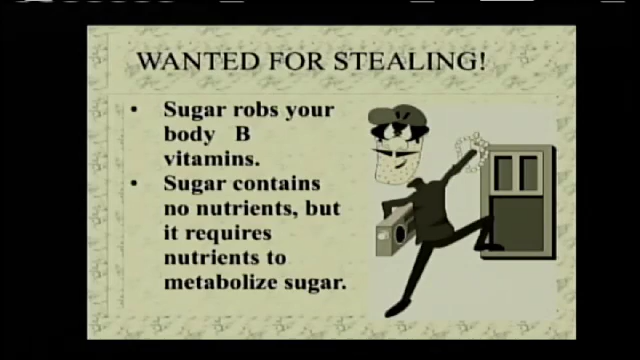 WANTED FOR STEALING!
• Sugar robs your
body B
vitamins.
• Sugar contains
no nutrients, but
it requires
nutrients to
metabolize sugar.